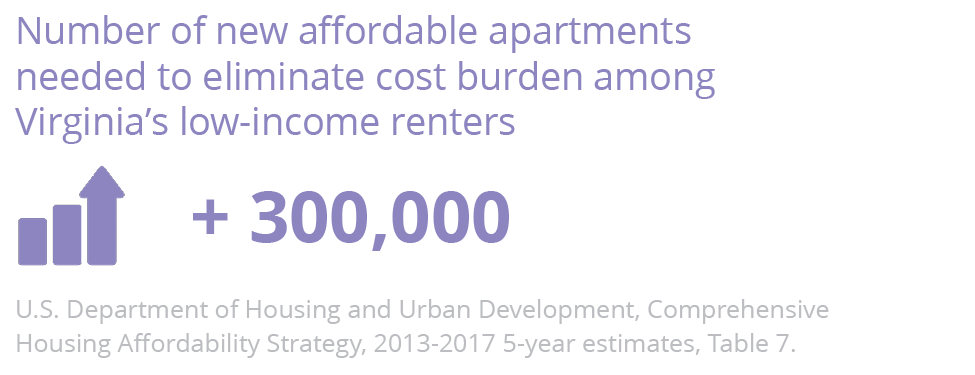 Number of new affordable apartments
needed to eliminate cost burden among
Virginia’s low-income renters
+ 300,000
U.S. Department of Housing and Urban Development, Comprehensive
Housing Affordability Strategy, 2013-2017 5-year estimates, Table 7.